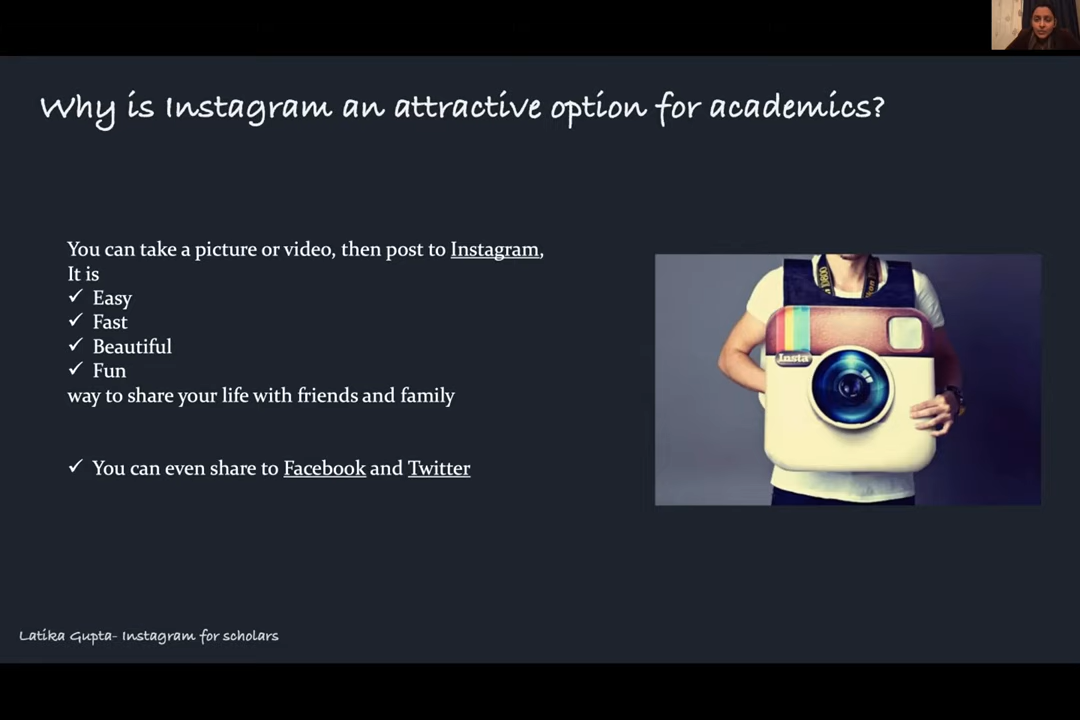 Why is Instagram an attractive option for academics?
You can take a picture or video, then post to Instagram,
It is
✓ Easy
✓ Fast
✓ Beautiful
✓ Fun
way to share your life with friends and family
✓ You can even share to Facebook and Twitter
Insta
Latika Gupta- Instagram for scholars